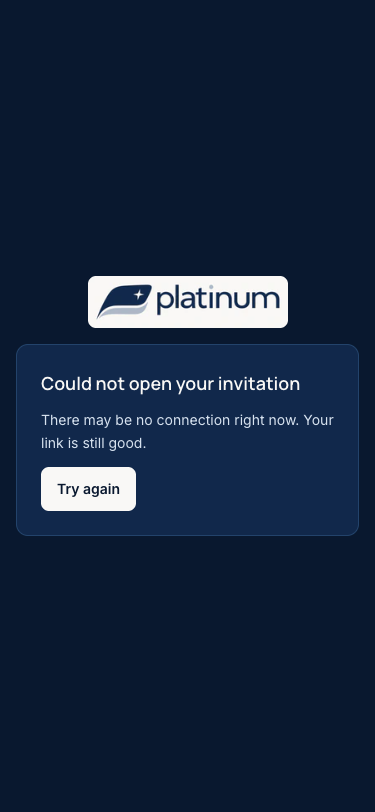 platinum
Could not open your invitation
There may be no connection right now. Your
link is still good.
Try again